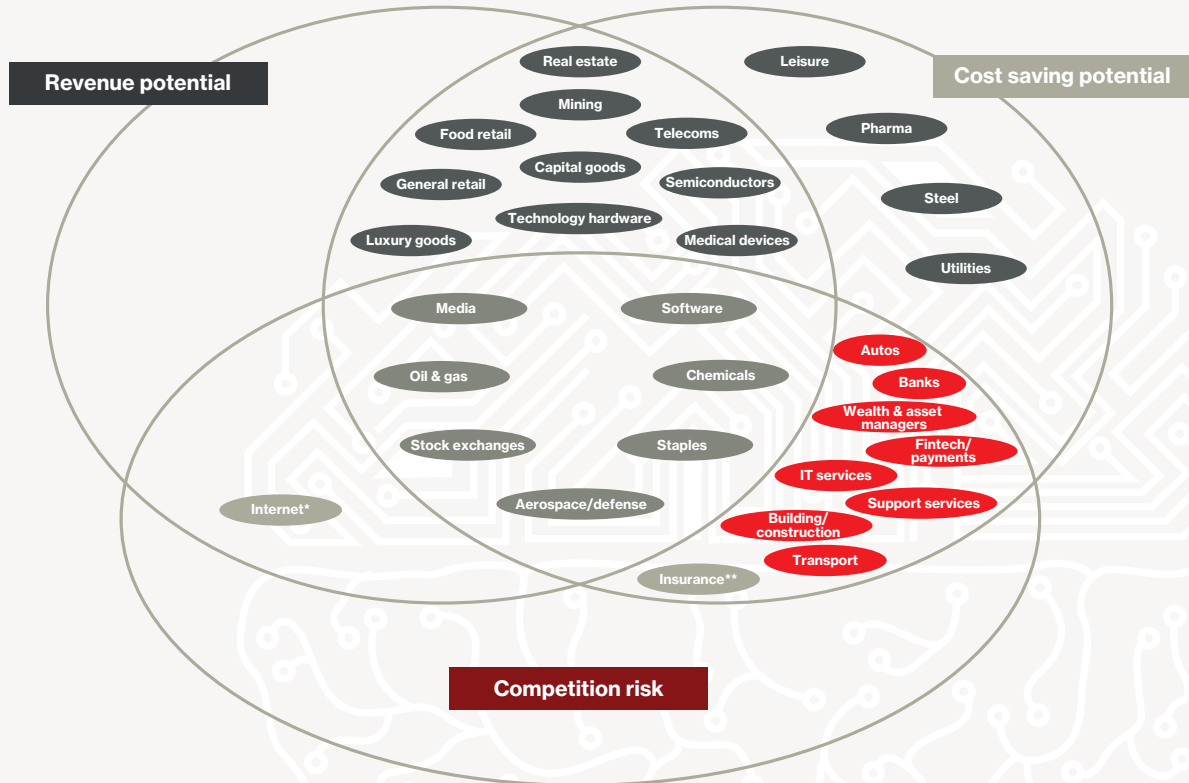 Real estate
Leisure
Revenue potential
Cost saving potential
Mining
Food retail
Telecoms
Pharma
Capital goods
General retail
Semiconductors
Steel
Technology hardware
Luxury goods
Medical devices
Utilities
Media
Software
Autos
Oil & gas
Chemicals
Banks
Wealth & asset
managers
Stock exchanges
Staples
Fintech/
payments
IT services
Internet*
Aerospace/defense
Support services
Building/
construction
Transport
Insurance**
Competition risk